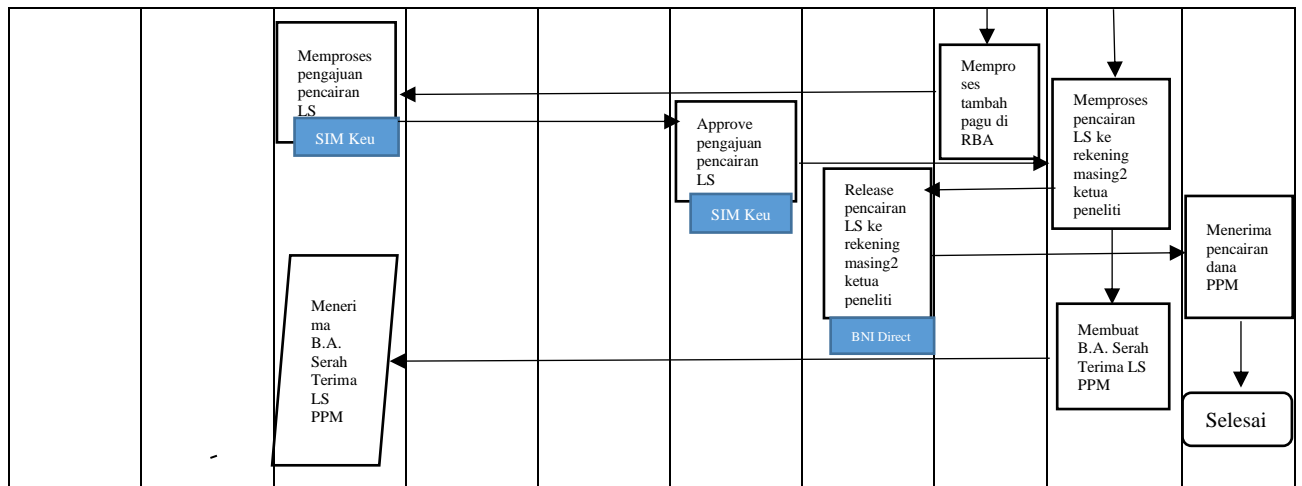 Memproses
pengajuan
pencairan
LS
SIM Keu
Approve
pengajuan
pencairan
LS
SIM Keu
Release
pencairan
LS ke
rekening
masing2
ketua
peneliti
BNI Direct
Mempro
ses
tambah
pagu di
RBA
Memproses
pencairan
LS ke
rekening
masing2
ketua
peneliti
Menerima
pencairan
dana
PPM
Meneri
ma
B.A.
Serah
Terima
LS
PPM
Membuat
B.A. Serah
Terima LS
PPM
Selesai